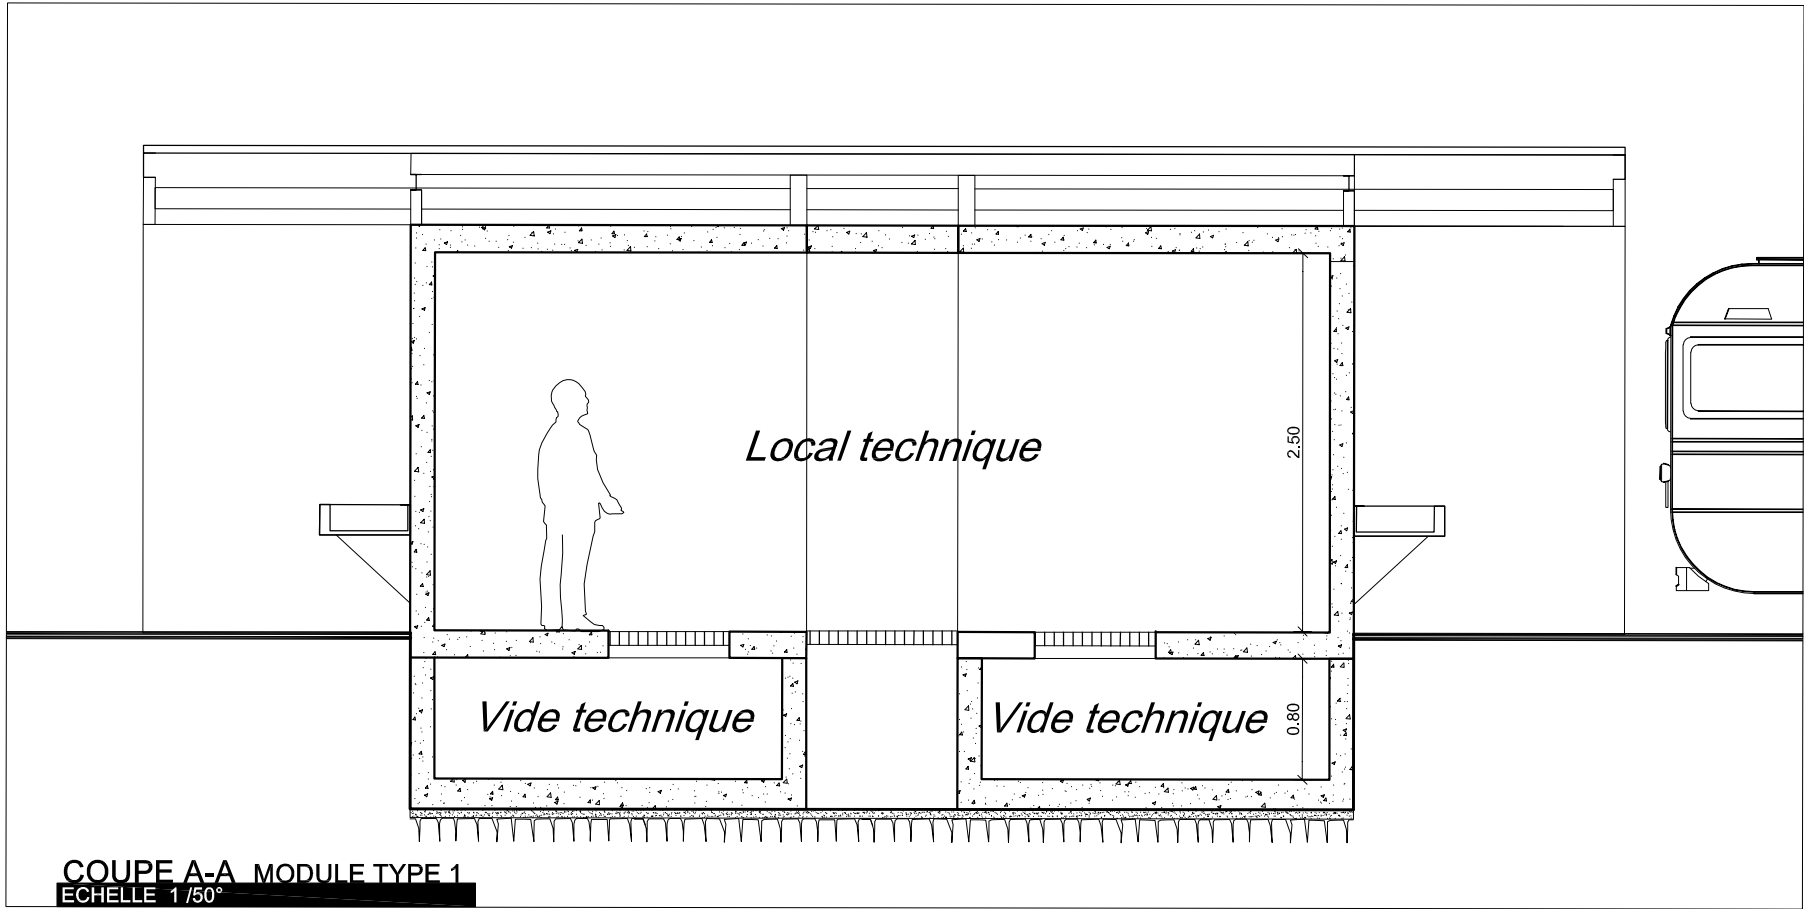 Local technique
2.50
Vide technique
Vide technique
0.80
COUPE A-A MODULE TYPE 1
ECHELLE 1 /50°